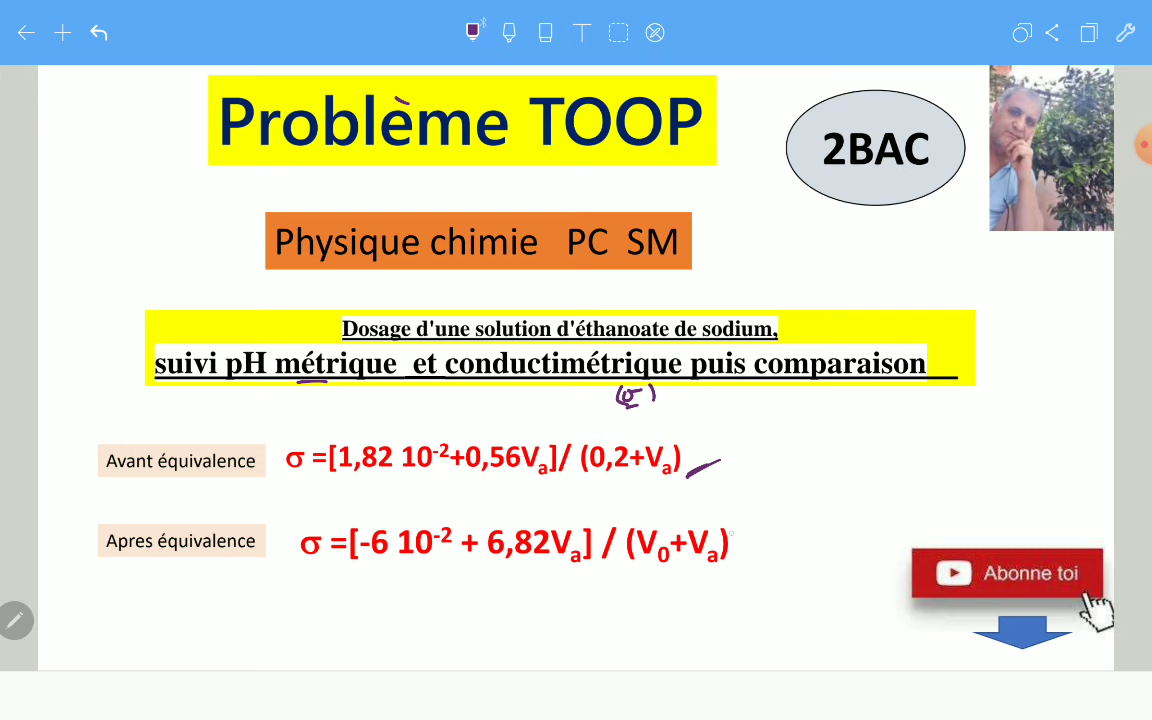 Problème TOOP
2BAC
Physique chimie PC SM
Dosage d'une solution d'éthanoate de sodium,
suivi pH métrique et conductimétrique puis comparaison
(σ)
Avant équivalence σ =[1,82 10⁻²+0,56Vₐ]/ (0,2+Vₐ)
Apres équivalence σ =[-6 10⁻² + 6,82Vₐ] / (V₀+Vₐ)
Abonne toi